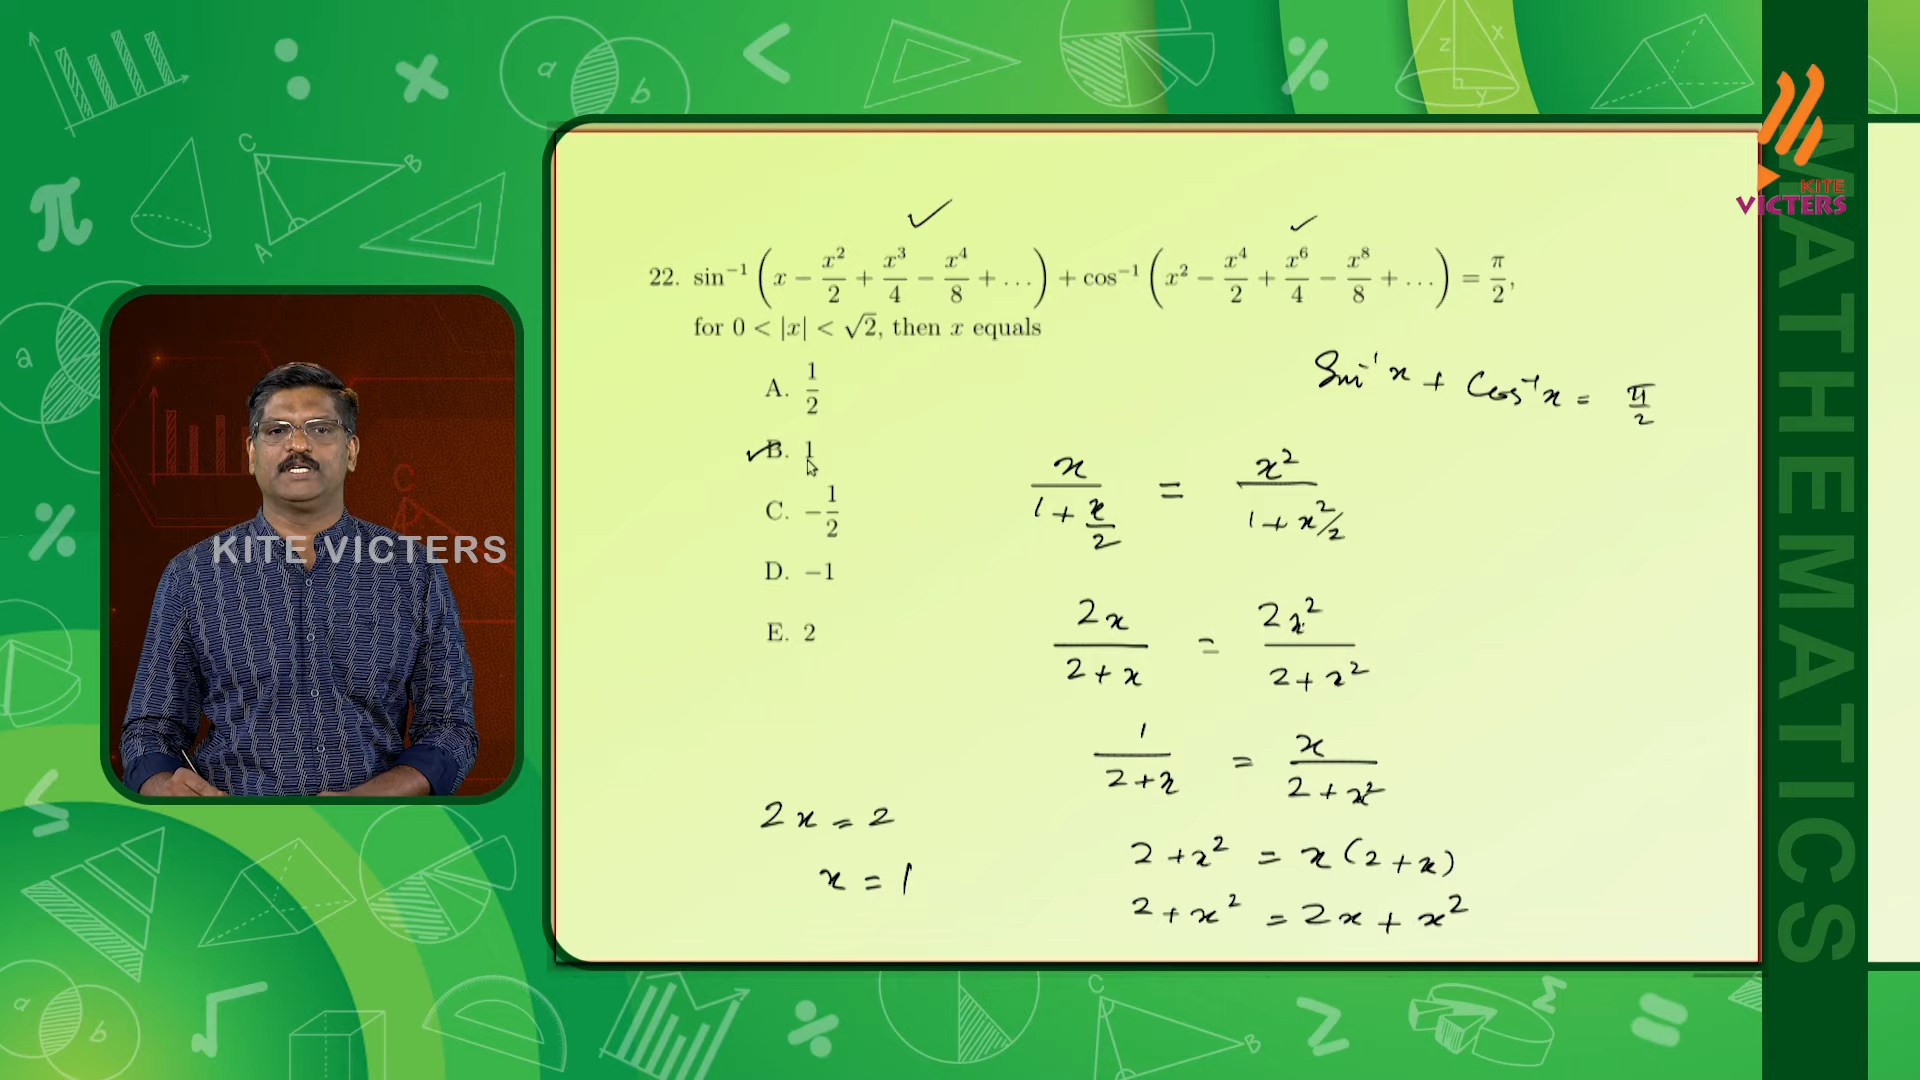 22. sin⁻¹ (x − x²/2 + x³/4 − x⁴/8 + ...) + cos⁻¹ (x² − x⁴/2 + x⁶/4 − x⁸/8 + ...) = π/2,
for 0 < |x| < √2, then x equals
A. 1/2
B. 1
C. −1/2
D. −1
E. 2
Sin⁻¹ x + Cos⁻¹ x = π/2
x/(1 + x/2) = x²/(1 + x²/2)
2x/(2 + x) = 2x²/(2 + x²)
1/(2 + x) = x/(2 + x²)
2 + x² = x(2 + x)
2 + x² = 2x + x²
2x = 2
x = 1
KITE VICTERS
KITE
VICTERS
MATHEMATICS
C
B
A
a
b
π
%
z
x
y
a
C
%
a
b
C
B